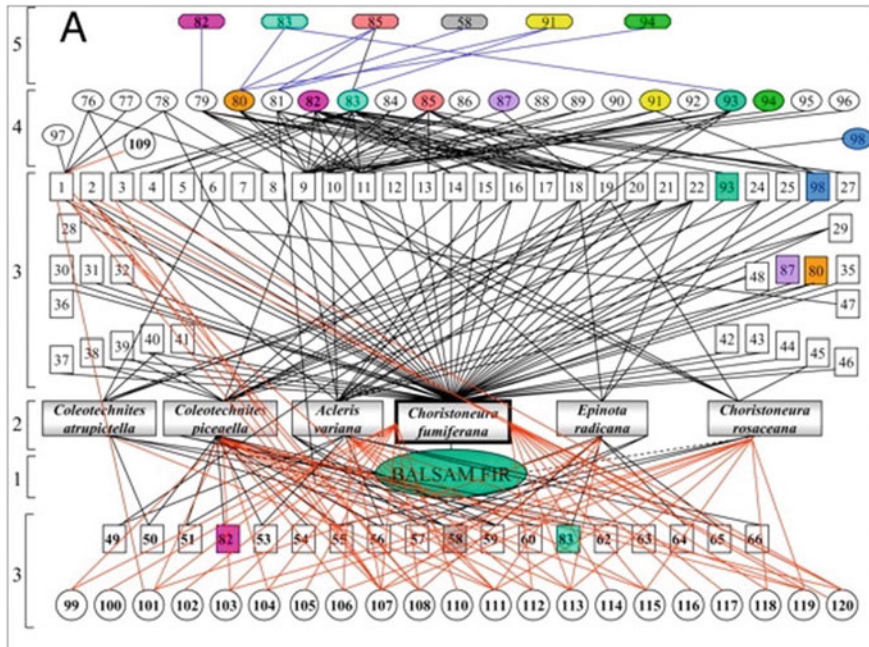 A
82 83 85 58 91 94
5
76 77 78 79 80 81 82 83 84 85 86 87 88 89 90 91 92 93 94 95 96
4
97 109 98
1 2 3 4 5 6 7 8 9 10 11 12 13 14 15 16 17 18 19 20 21 22 93 24 25 98 27
28 29
3
30 31 32 48 87 80 35
36 47
37 38 39 40 41 42 43 44 45 46
2
Coleotechnites atrupictella
Coleotechnites piceaella
Acleris variana
Choristoneura fumiferana
Epinota radicana
Choristoneura rosaceana
1
BALSAM FIR
49 50 51 82 53 54 55 56 57 58 59 60 83 62 63 64 65 66
3
99 100 101 102 103 104 105 106 107 108 110 111 112 113 114 115 116 117 118 119 120